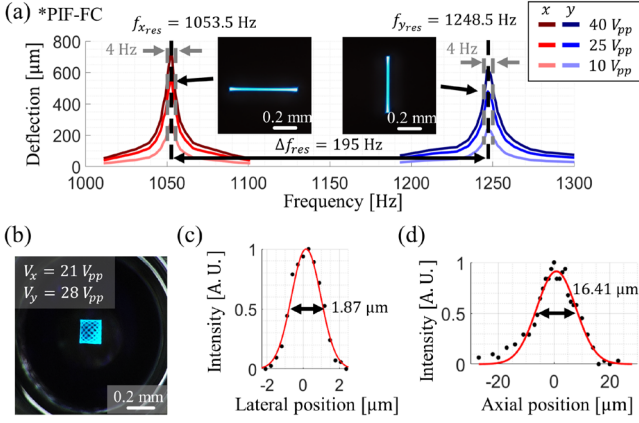 (a) *PIF-FC
f_{x_{res}} = 1053.5 Hz
f_{y_{res}} = 1248.5 Hz
x y
40 V_{pp}
25 V_{pp}
10 V_{pp}
4 Hz
4 Hz
0.2 mm
0.2 mm
Δf_{res} = 195 Hz
Deflection [μm]
800
600
400
200
0
1000 1050 1100 1200 1250 1300
Frequency [Hz]
(b)
V_x = 21 V_{pp}
V_y = 28 V_{pp}
0.2 mm
(c)
Intensity [A. U.]
1
0.5
0
1.87 μm
-2 0 2
Lateral position [μm]
(d)
Intensity [A. U.]
1
0.5
0
16.41 μm
-20 0 20
Axial position [μm]